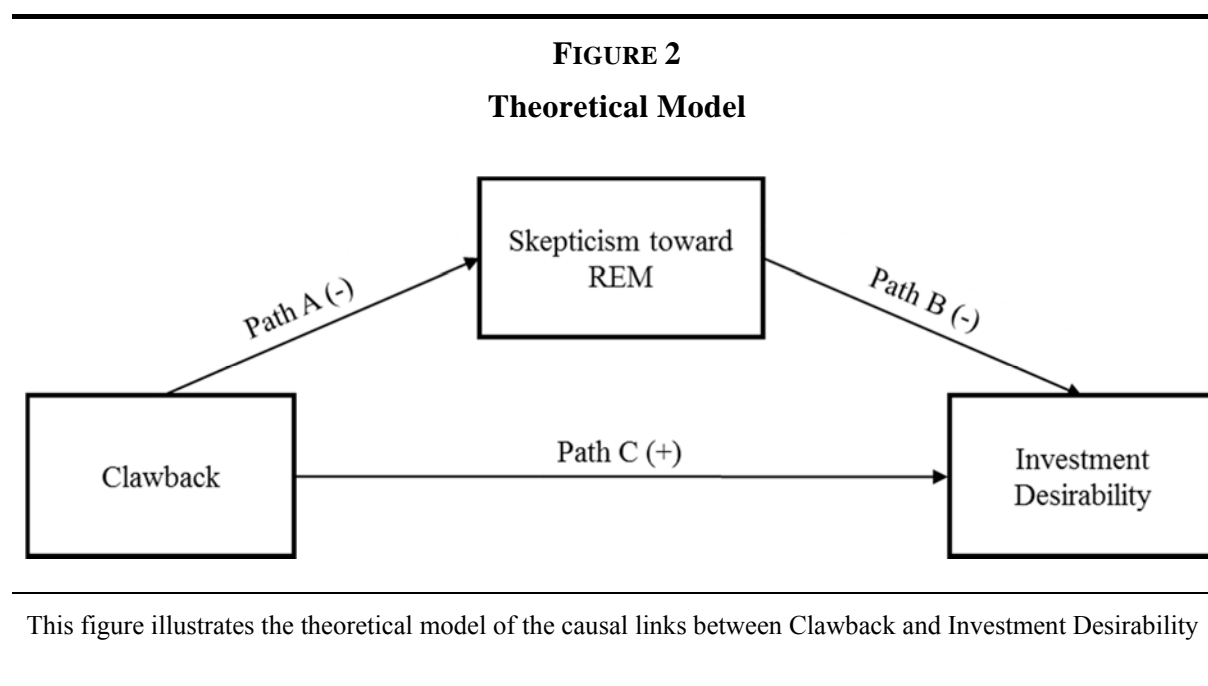 FIGURE 2
Theoretical Model
Skepticism toward
REM
Path A (-)
Path B (-)
Clawback
Path C (+)
Investment
Desirability
This figure illustrates the theoretical model of the causal links between Clawback and Investment Desirability